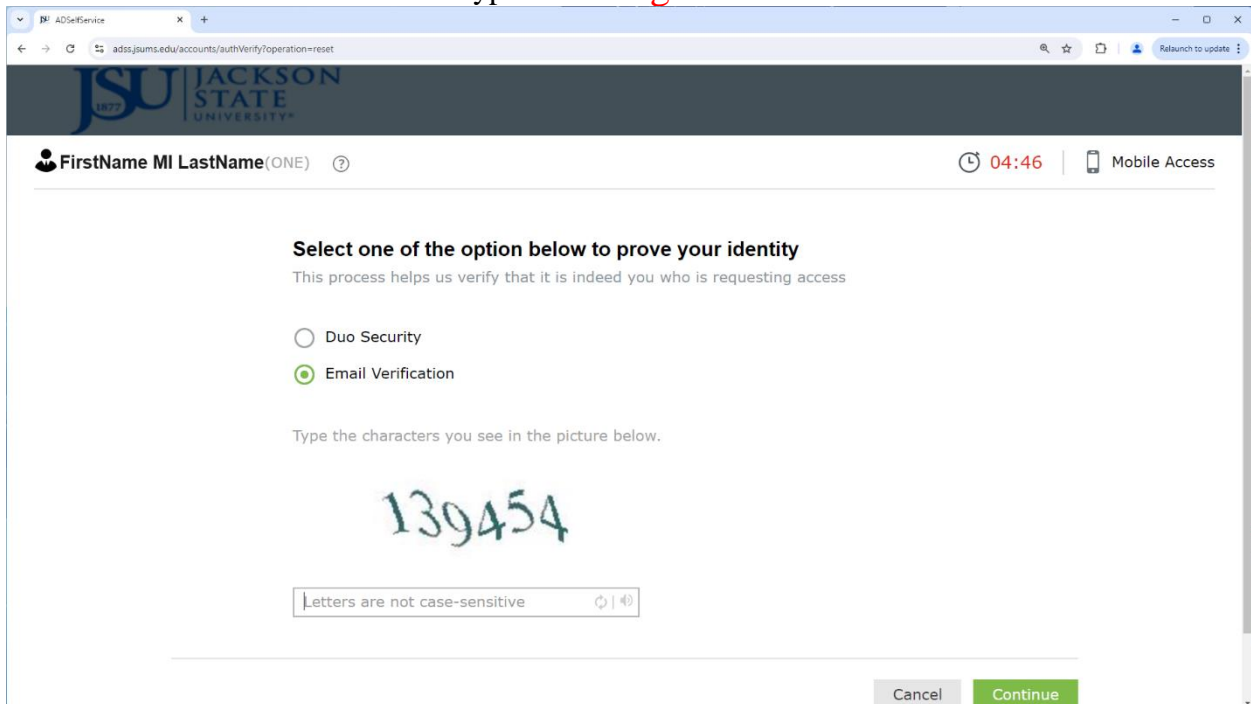 ADSelfService
adss.jsums.edu/accounts/authVerify?operation=reset
Relaunch to update
JSU
1877
JACKSON
STATE
UNIVERSITY
FirstName MI LastName(ONE) ?
04:46 | Mobile Access
Select one of the option below to prove your identity
This process helps us verify that it is indeed you who is requesting access
Duo Security
Email Verification
Type the characters you see in the picture below.
139454
Letters are not case-sensitive
Cancel Continue